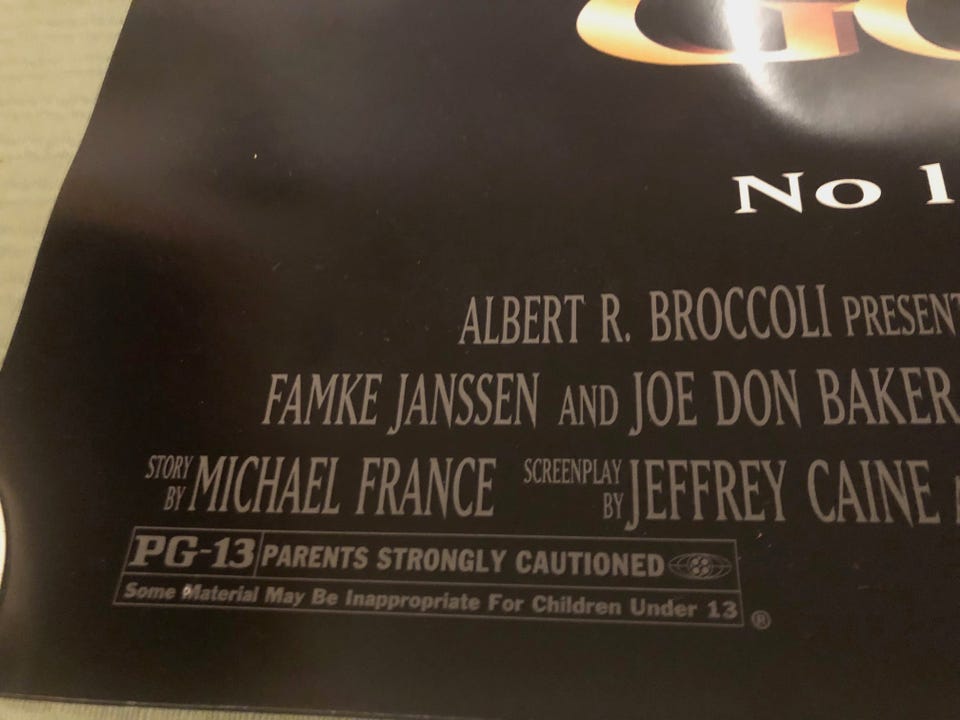 GO
No l
ALBERT R. BROCCOLI PRESENT
FAMKE JANSSEN AND JOE DON BAKER
STORY BY MICHAEL FRANCE SCREENPLAY BY JEFFREY CAINE
PG-13 PARENTS STRONGLY CAUTIONED
Some Material May Be Inappropriate For Children Under 13 ®